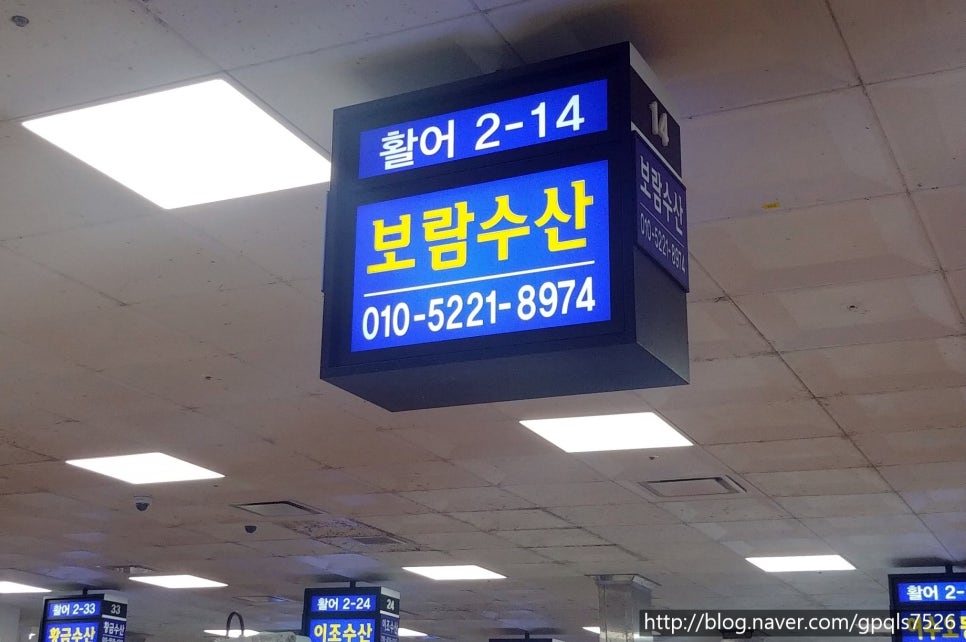 활어 2-14
보람수산
010-5221-8974
14
보람수산
010-5221-8974
활어 2-33
33
황금수산
활어 2-24
24
이조수산
활어 2-
http://blog.naver.com/gpqls7526